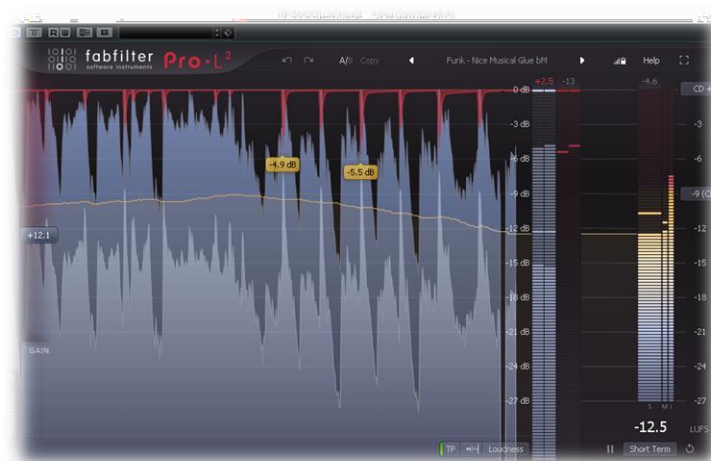 fabfilter Pro·L²
software instruments
A/B Copy Funk - Nice Musical Glue bM Help
+2.5 -13 -4.6
0 dB 0 CD +
-3 dB -3
-4.9 dB
-5.5 dB
-6 dB -6
-9 dB -9 -9 (C
-12 dB -12
+12.1
-15 dB -15
-18 dB -18
-21 dB -21
GAIN
-24 dB -24
-27 dB -27
S M I
-12.5 LUFS
TP Loudness Short Term